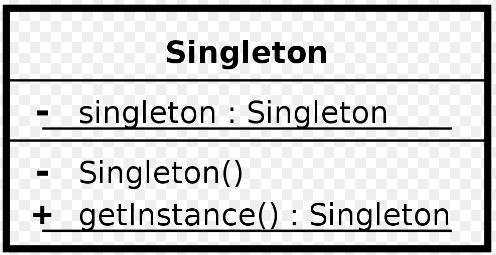 Singleton
- singleton : Singleton
- Singleton()
+ getInstance() : Singleton